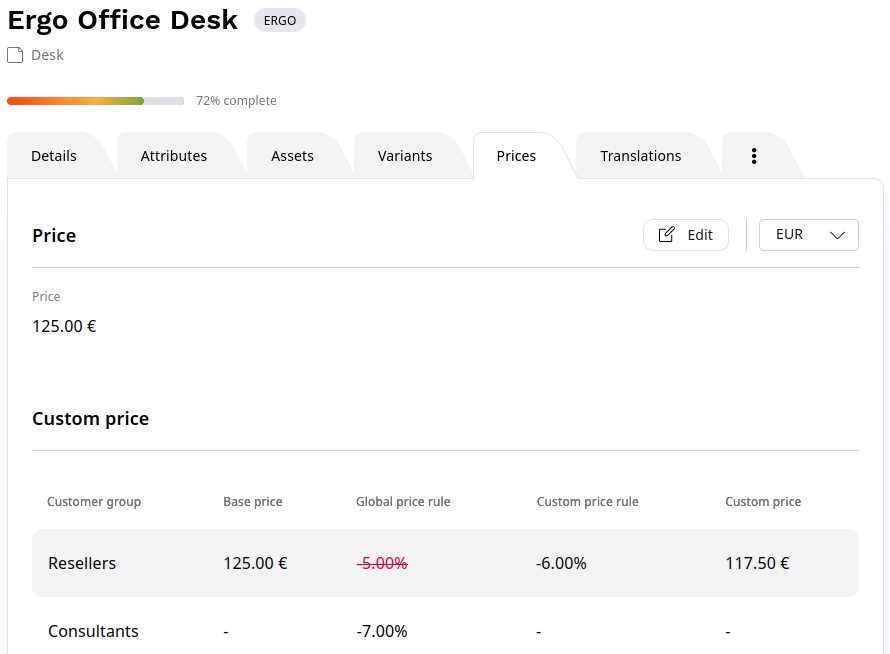 Ergo Office Desk ERGO
Desk
72% complete
Details Attributes Assets Variants Prices Translations
Price Edit EUR
Price
125.00 €
Custom price
Customer group Base price Global price rule Custom price rule Custom price
Resellers 125.00 € -5.00% -6.00% 117.50 €
Consultants - -7.00% - -